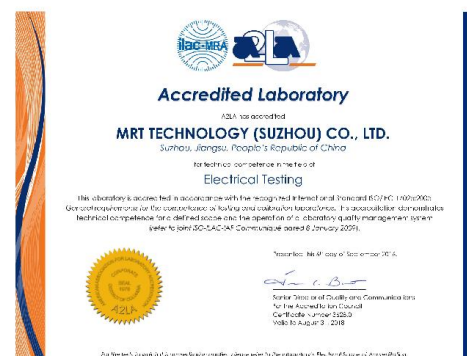 ilac-MRA
A2LA
Accredited Laboratory
A2LA has accredited
MRT TECHNOLOGY (SUZHOU) CO., LTD.
Suzhou, Jiangsu, People's Republic of China
for technical competence in the field of
Electrical Testing
This laboratory is accredited in accordance with the recognized International Standard ISO/IEC 17025:2005
General requirements for the competence of testing and calibration laboratories. This accreditation demonstrates
technical competence for a defined scope and the operation of a laboratory quality management system
(refer to joint ISO-ILAC-IAF Communiqué dated 8 January 2009).
Presented this day of September 2016.
Senior Director of Quality and Communications
For the Accreditation Council
Certificate Number 3628.01
Valid to August 31, 2018
CORPORATE
SEAL
1978
A2LA